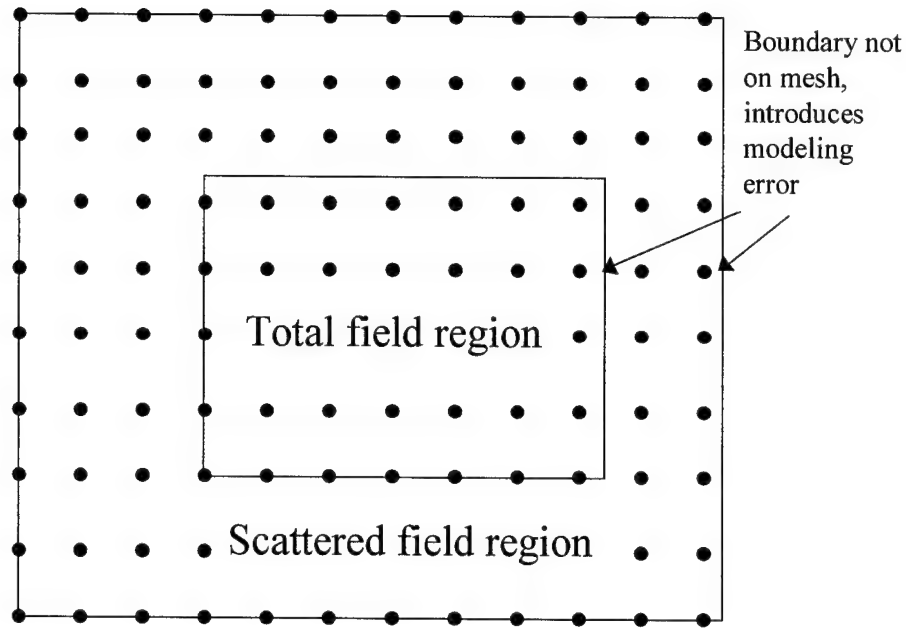 Boundary not
on mesh,
introduces
modeling
error
Total field region
Scattered field region